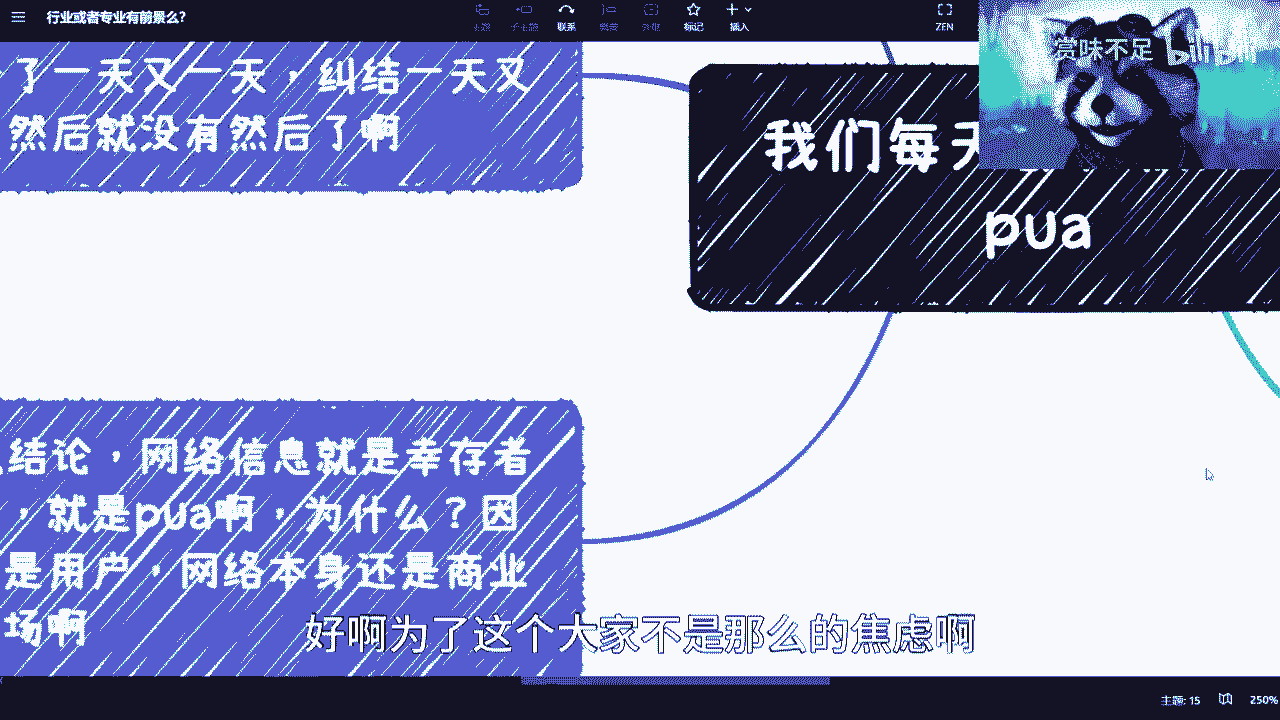 行业或者专业有前景么?
主题
子主题
联系
概要
外框
标记
插入
ZEN
赏味不足 bilibili
了一天又一天，纠结一天又
然后就没有然后了啊
我们每天
pua
结论，网络信息就是幸存者
，就是pua啊，为什么？因
是用户，网络本身还是商业
场啊
好啊为了这个大家不是那么的焦虑啊
主题: 15
250%